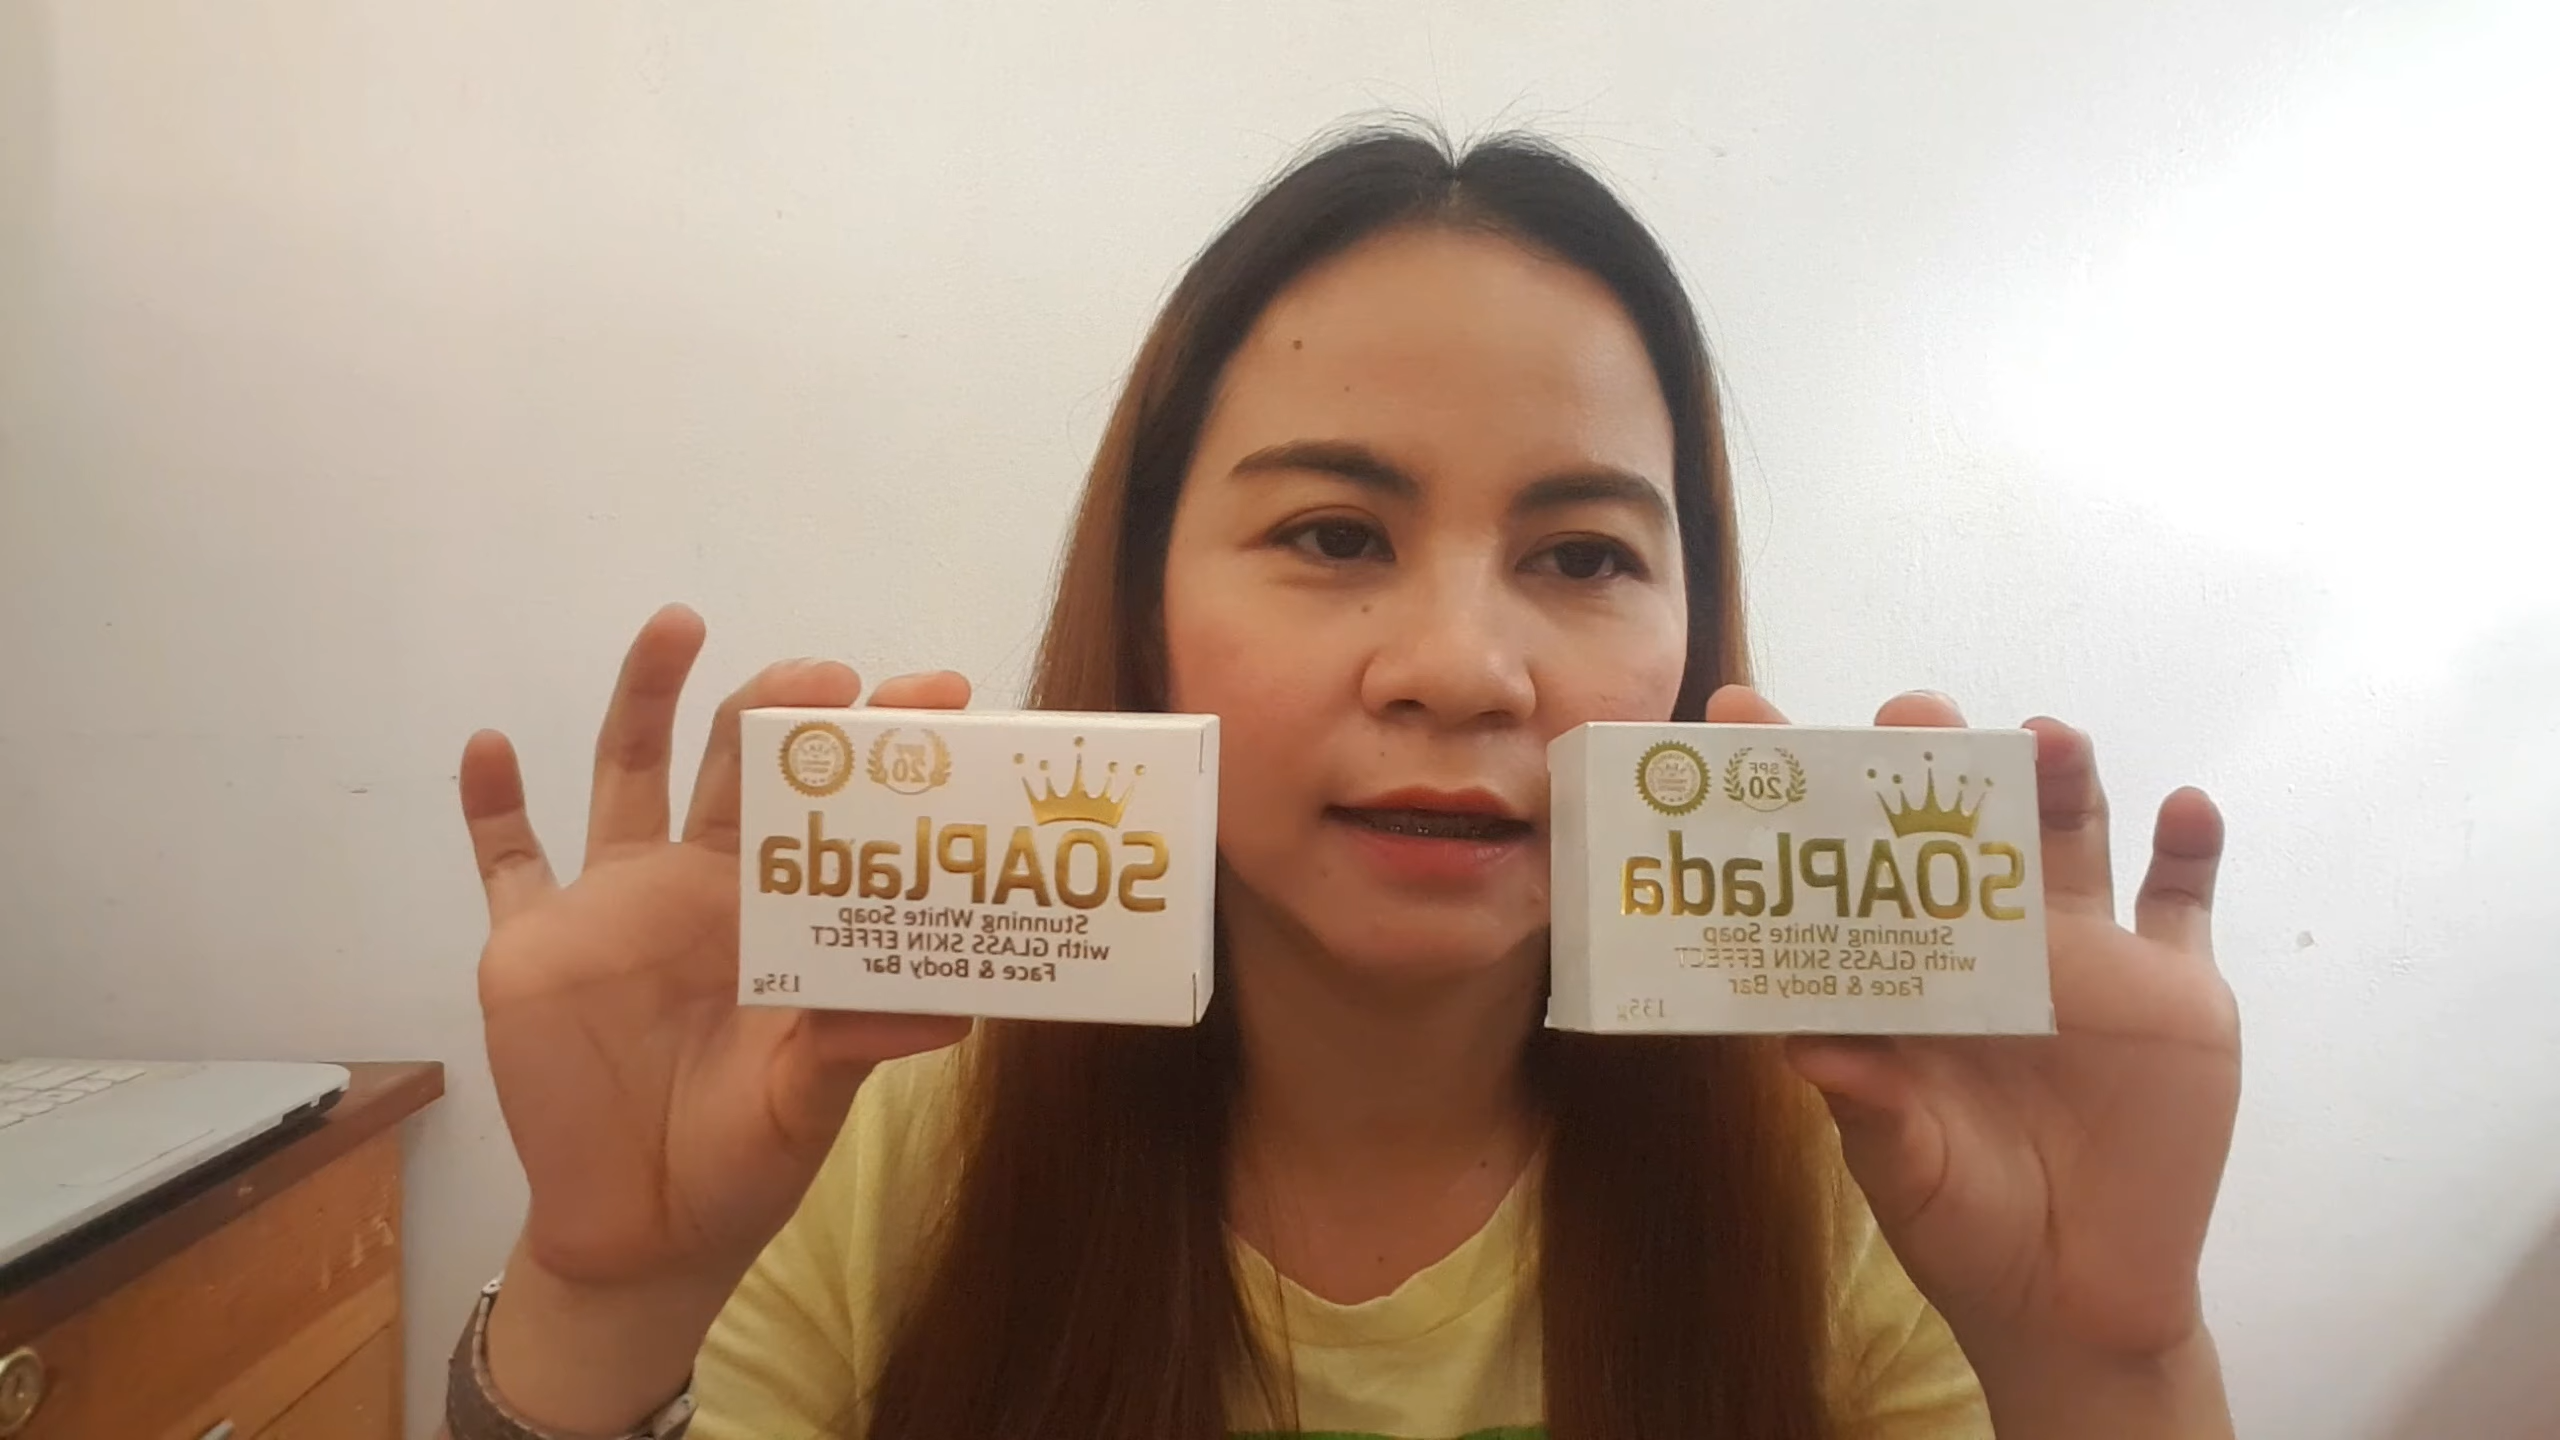 SPF
20
SOAPlada
Stunning White Soap
with GLASS SKIN EFFECT
Face & Body Bar
135g
SPF
20
SOAPlada
Stunning White Soap
with GLASS SKIN EFFECT
Face & Body Bar
135g